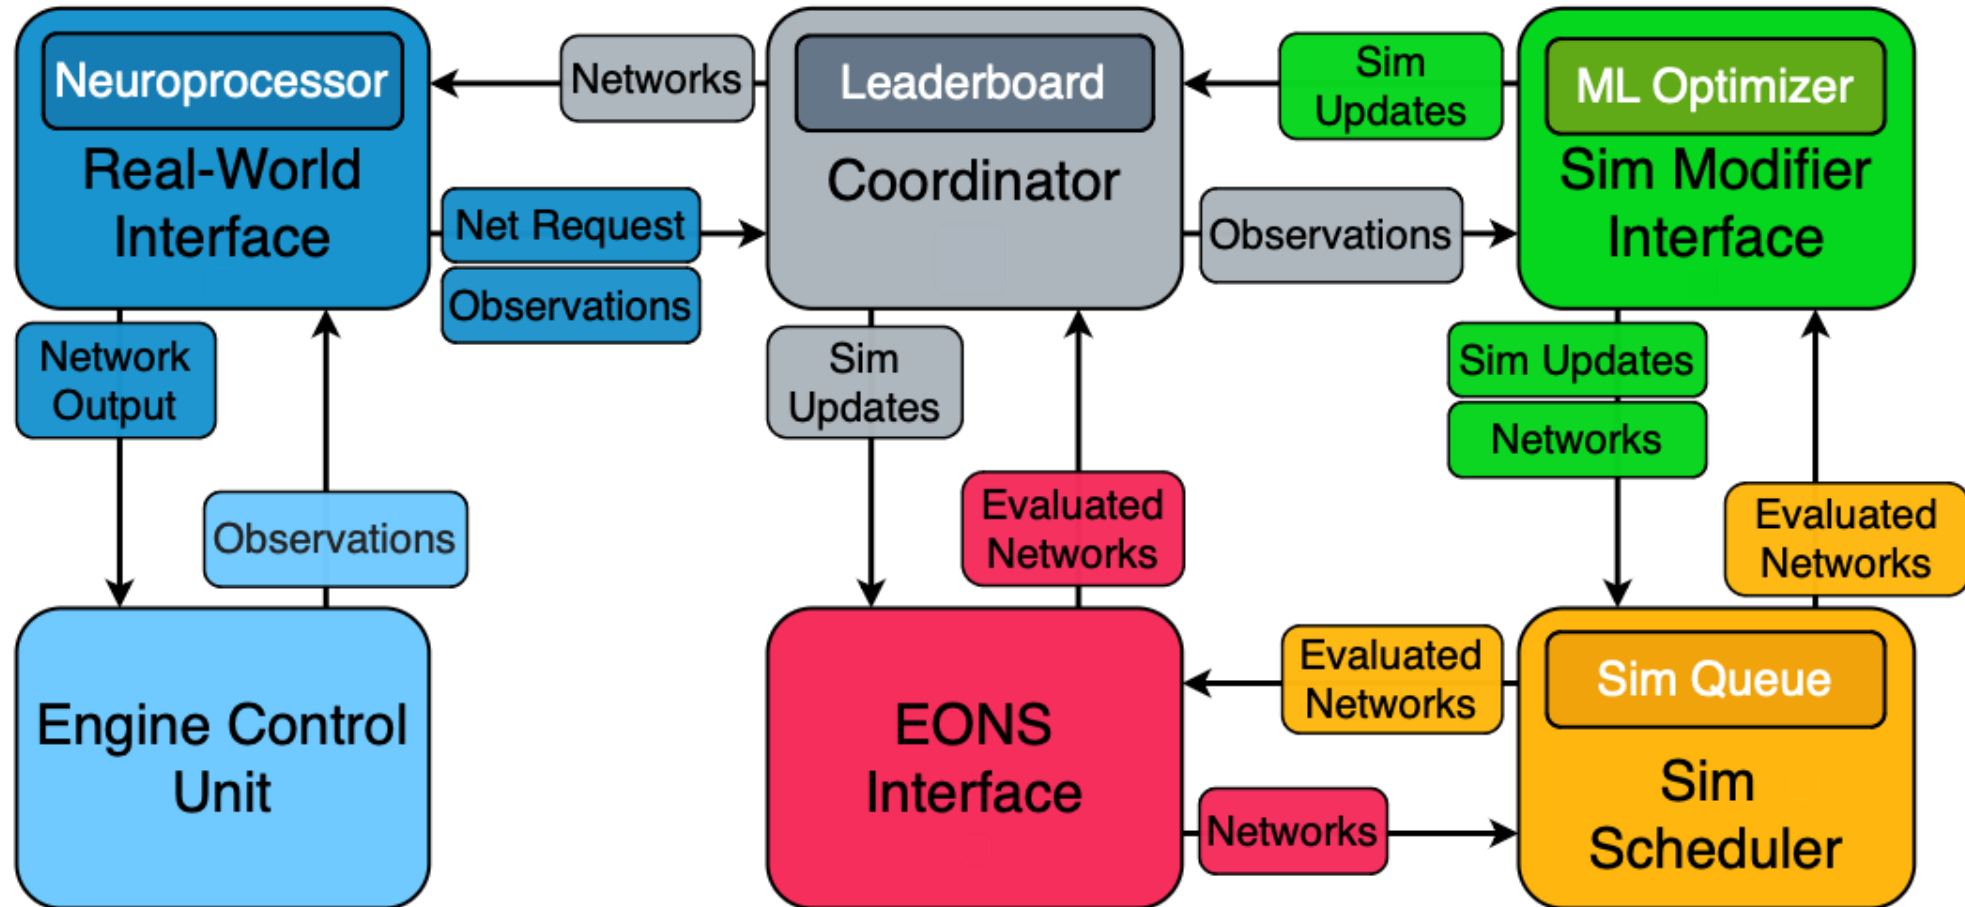 Neuroprocessor
Real-World
Interface
Networks
Net Request
Observations
Leaderboard
Coordinator
Sim
Updates
Observations
ML Optimizer
Sim Modifier
Interface
Network
Output
Observations
Sim
Updates
Evaluated
Networks
Sim Updates
Networks
Evaluated
Networks
Engine Control
Unit
EONS
Interface
Evaluated
Networks
Networks
Sim Queue
Sim
Scheduler